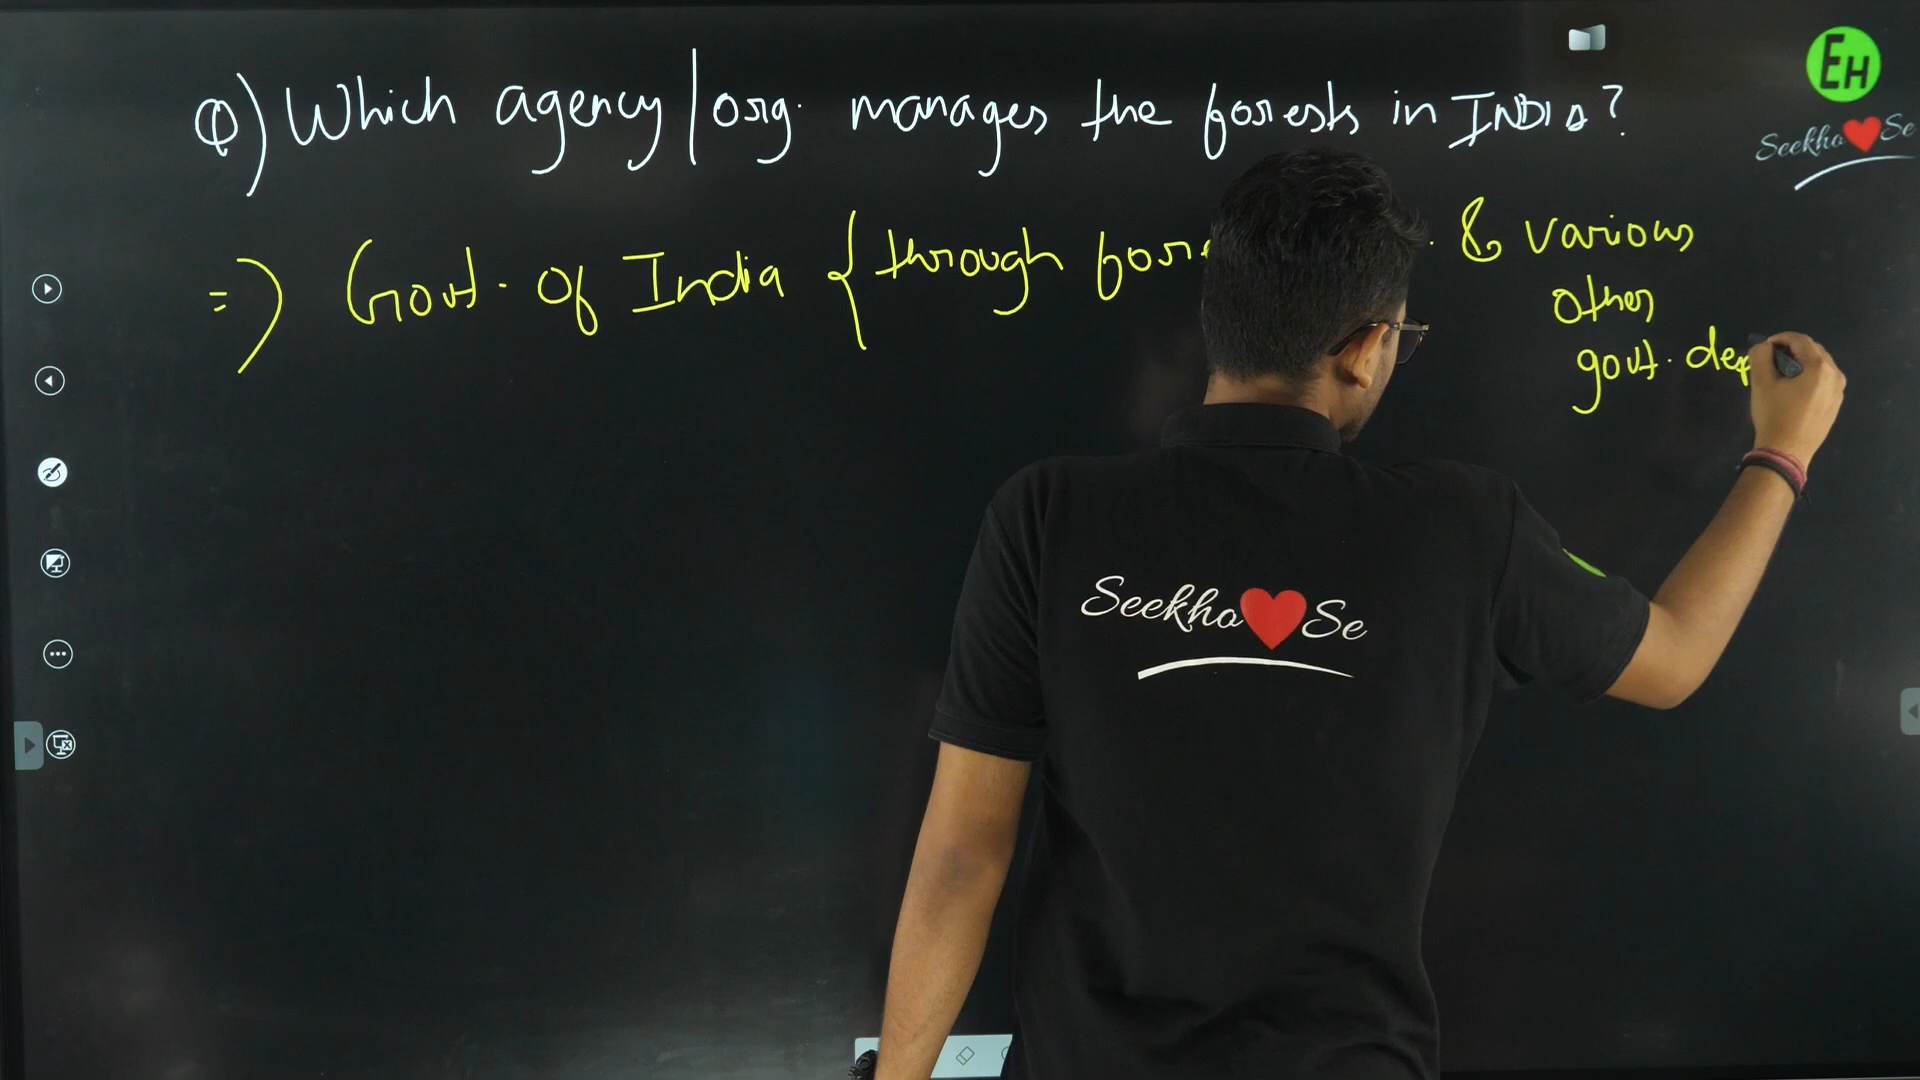 Q) Which agency/org. manages the forests in INDIA?
EH
Seekho Se
=) Govt. of India { through & various
other
govt.
Seekho Se